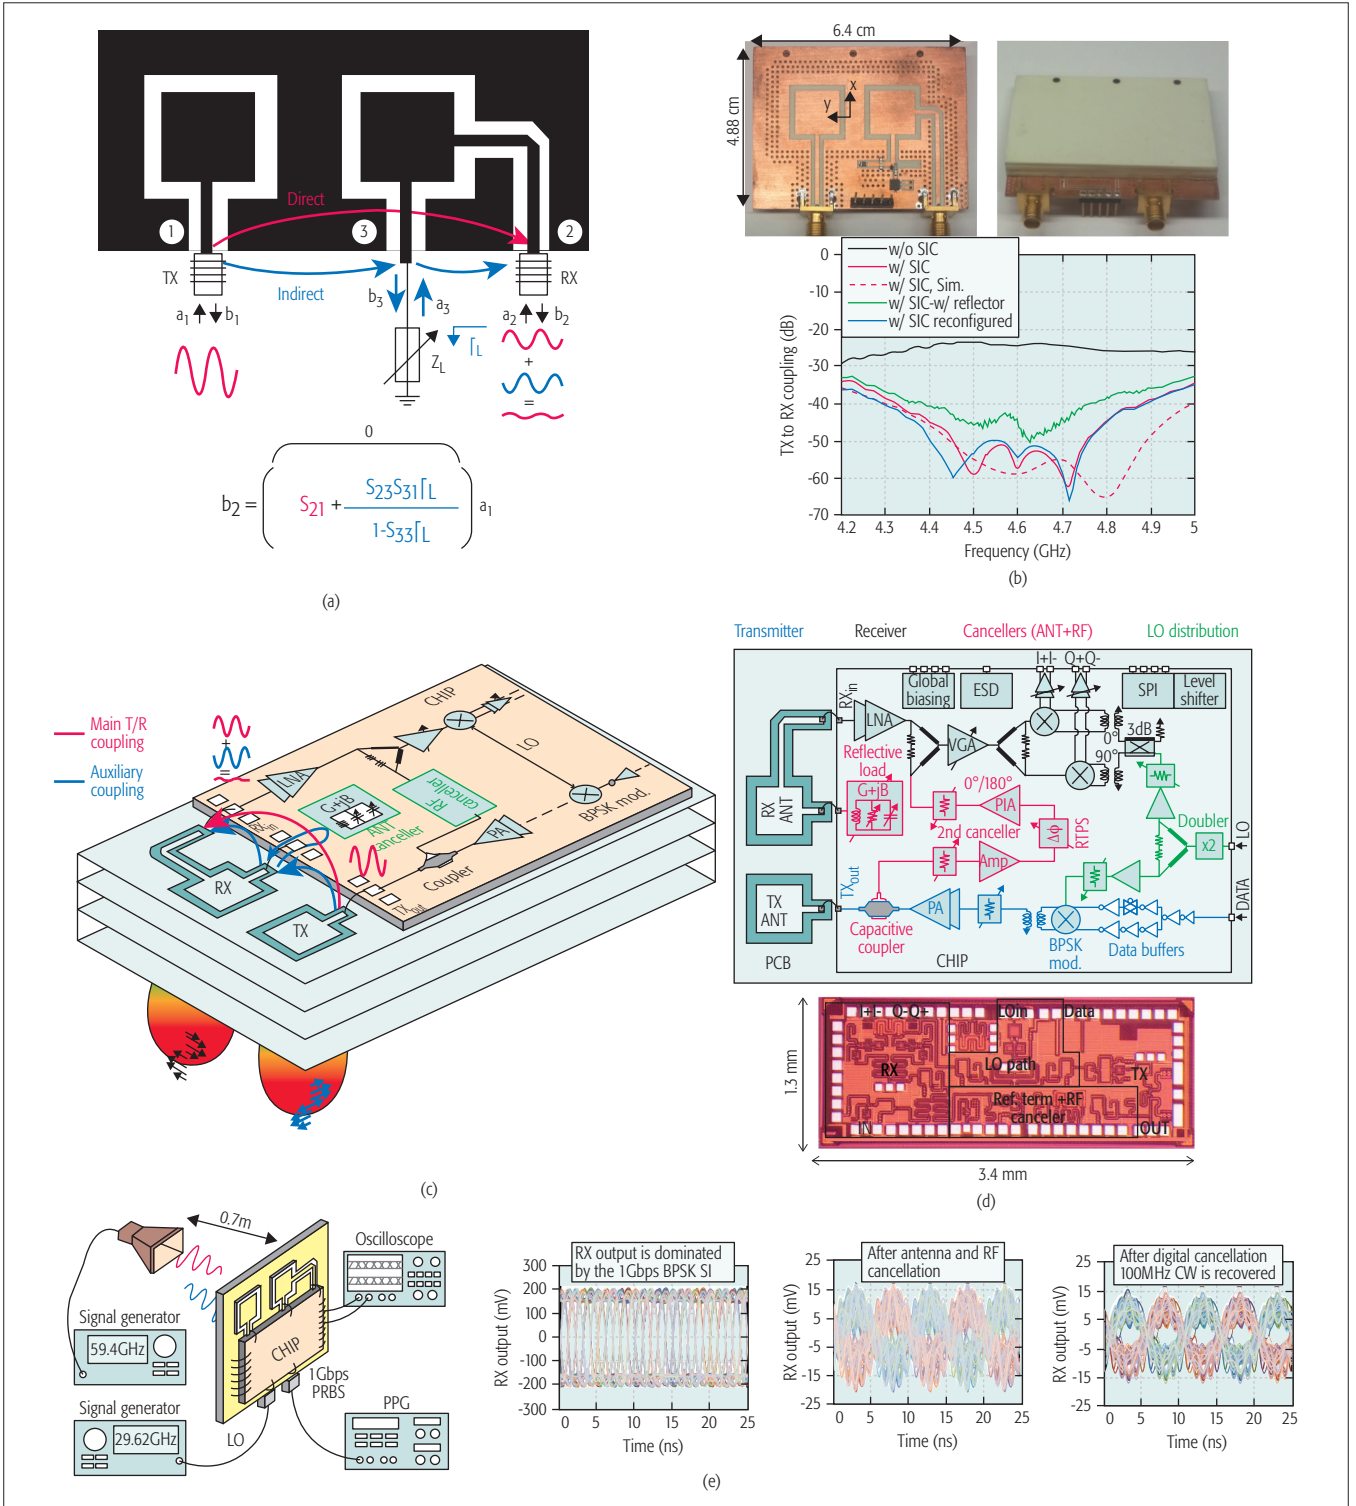 Direct
1
3
2
TX
RX
Indirect
a1
b1
b3
a3
a2
b2
ΓL
ZL
+
=
0
b2 = ( S21 + S23S31ΓL / 1-S33ΓL ) a1
(a)
6.4 cm
4.88 cm
x
y
w/o SIC
w/ SIC
w/ SIC, Sim.
w/ SIC-w/ reflector
w/ SIC reconfigured
TX to RX coupling (dB)
0
-10
-20
-30
-40
-50
-60
-70
4.2 4.3 4.4 4.5 4.6 4.7 4.8 4.9 5
Frequency (GHz)
(b)
Main T/R
coupling
Auxiliary
coupling
+
=
CHIP
LO
LNA
G+jB
ANT
canceller
RF
canceller
BPSK mod.
PA
Coupler
RXin
TXout
RX
TX
(c)
Transmitter
Receiver
Cancellers (ANT+RF)
LO distribution
I+I-
Q+Q-
Global
biasing
ESD
SPI
Level
shifter
RXin
LNA
VGA
0°
90°
3dB
Reflective
load
G+jB
0°/180°
PIA
2nd canceller
Amp
Δϕ
RTPS
Doubler
x2
LO
DATA
RX
ANT
TX
ANT
TXout
PA
Capacitive
coupler
BPSK
mod.
Data buffers
PCB
CHIP
I+I-
Q-Q+
LOin
Data
RX
LO path
TX
Ref. term +RF
canceler
IN
OUT
1.3 mm
3.4 mm
(d)
0.7m
Oscilloscope
Signal generator
59.4GHz
CHIP
1Gbps
PRBS
PPG
Signal generator
29.62GHz
LO
RX output is dominated
by the 1Gbps BPSK SI
RX output (mV)
300
200
100
0
-100
-200
-300
0 5 10 15 20 25
Time (ns)
After antenna and RF
cancellation
RX output (mV)
25
15
5
-5
-15
-25
0 5 10 15 20 25
Time (ns)
After digital cancellation
100MHz CW is recovered
RX output (mV)
25
15
5
-5
-15
-25
0 5 10 15 20 25
Time (ns)
(e)